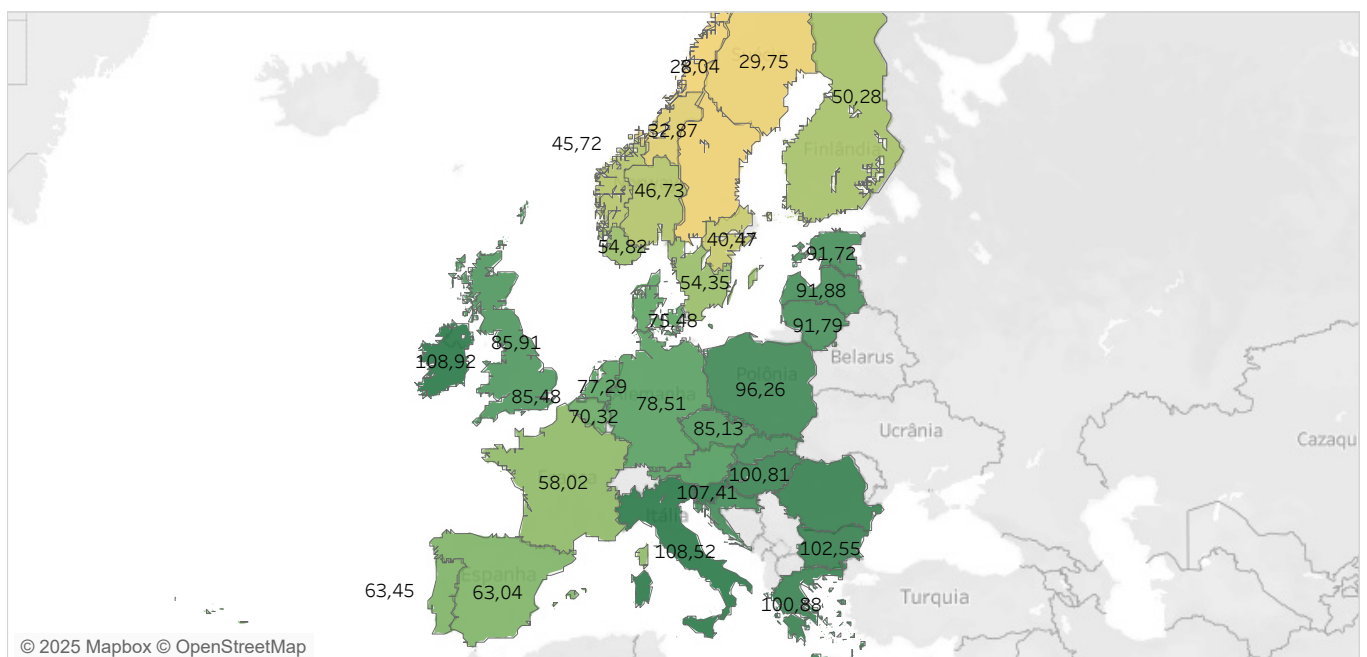 28,04
29,75
50,28
45,72
32,87
Finlândia
46,73
54,82
40,47
91,72
54,35
91,88
75,48
91,79
85,91
108,92
Belarus
Polônia
77,29
96,26
85,48
Alemanha
78,51
70,32
85,13
Ucrânia
Cazaqu
58,02
100,81
107,41
Itália
108,52
102,55
Espanha
63,45
63,04
100,88
Turquia
© 2025 Mapbox © OpenStreetMap